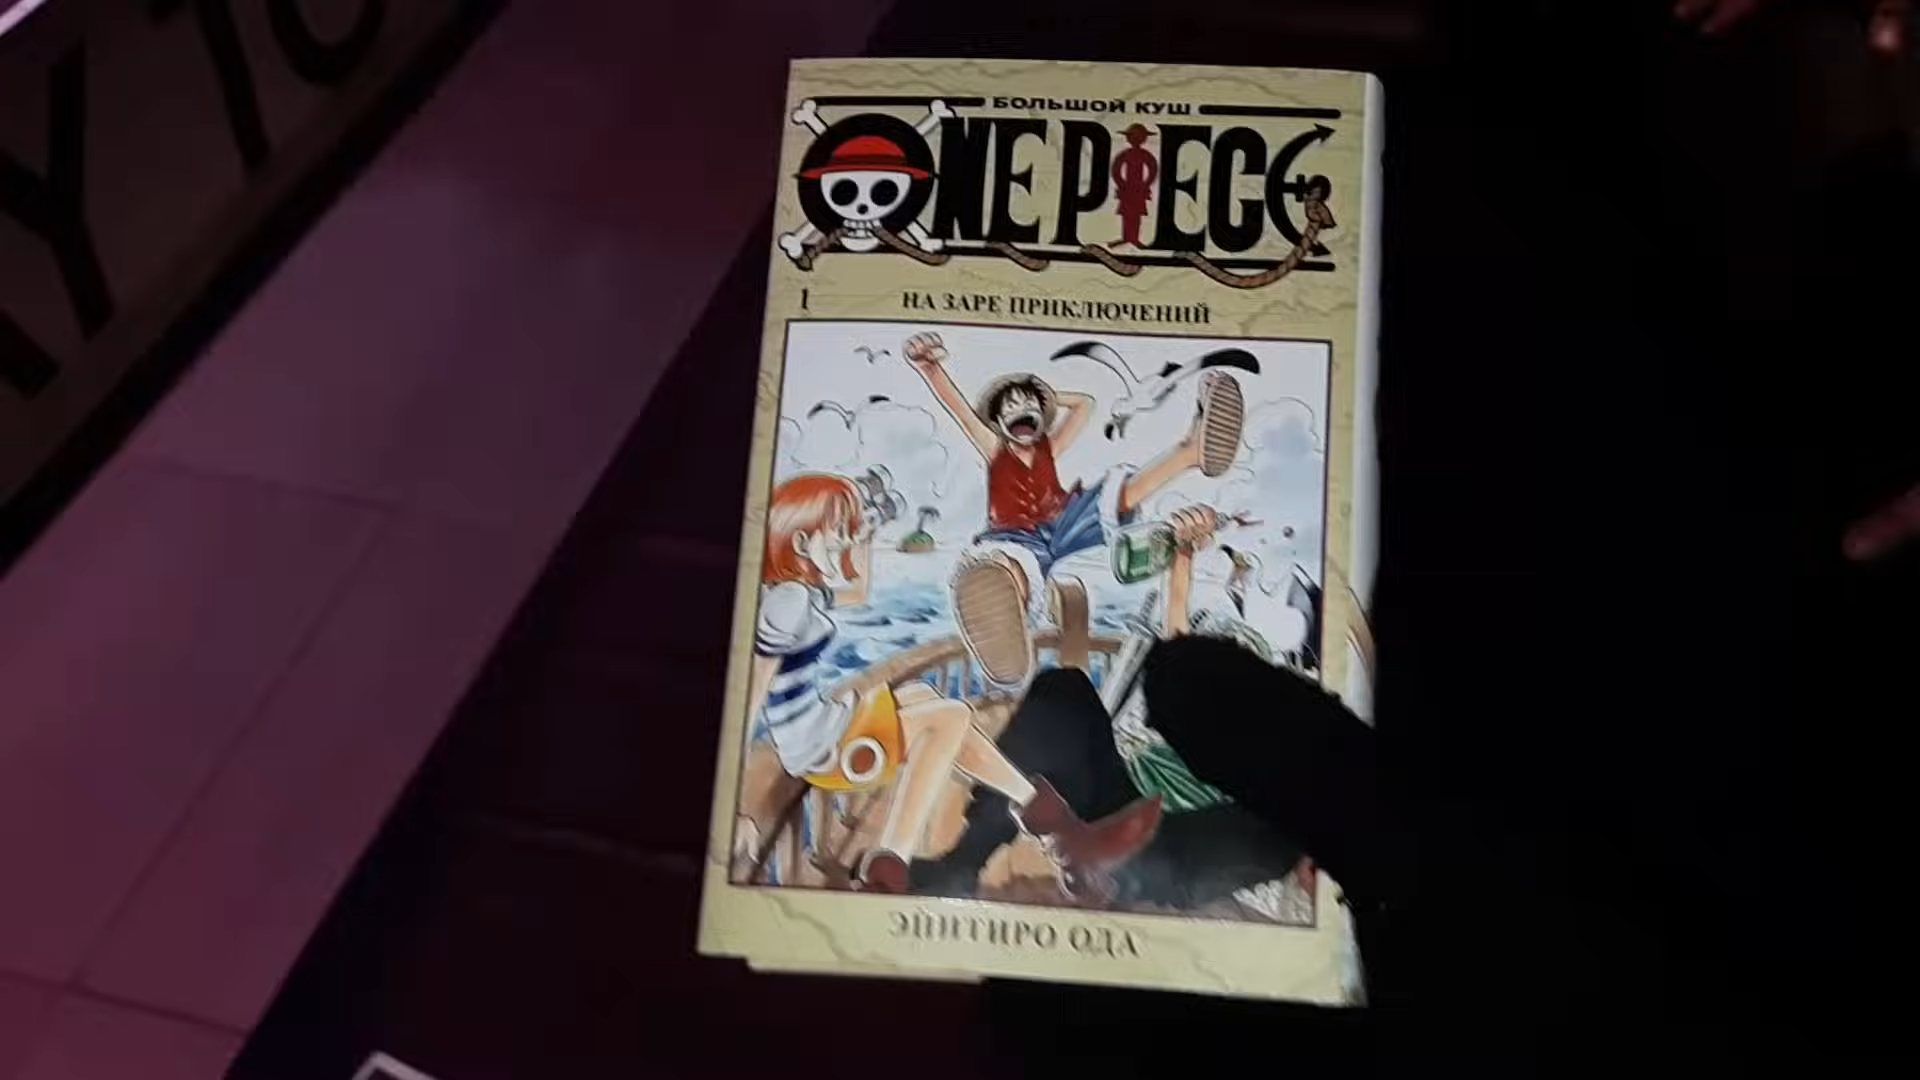 БОЛЬШОЙ КУШ
ONE PIECE
1
НА ЗАРЕ ПРИКЛЮЧЕНИЙ
ЭЙИТИРО ОДА